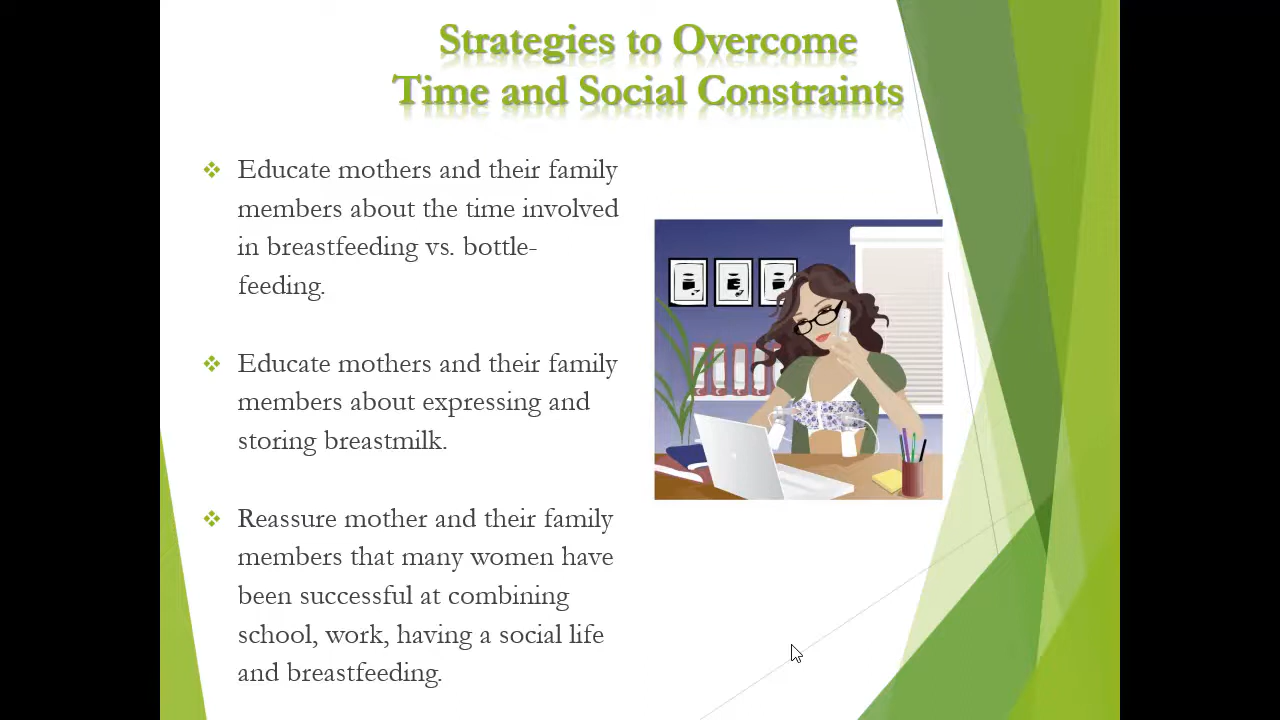 Strategies to Overcome
Time and Social Constraints
Educate mothers and their family
members about the time involved
in breastfeeding vs. bottle-
feeding.
Educate mothers and their family
members about expressing and
storing breastmilk.
Reassure mother and their family
members that many women have
been successful at combining
school, work, having a social life
and breastfeeding.